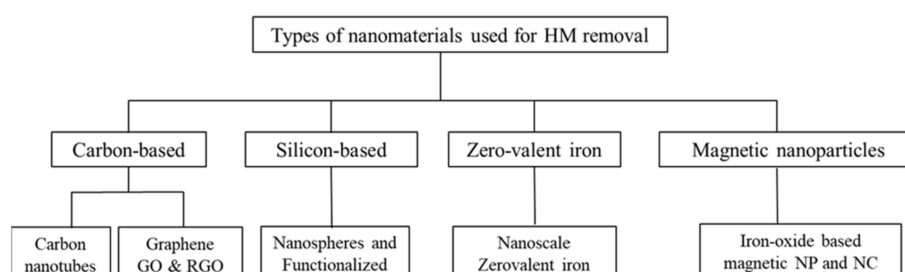 Types of nanomaterials used for HM removal
Carbon-based
Silicon-based
Zero-valent iron
Magnetic nanoparticles
Carbon
nanotubes
Graphene
GO & RGO
Nanospheres and
Functionalized
Nanoscale
Zerovalent iron
Iron-oxide based
magnetic NP and NC